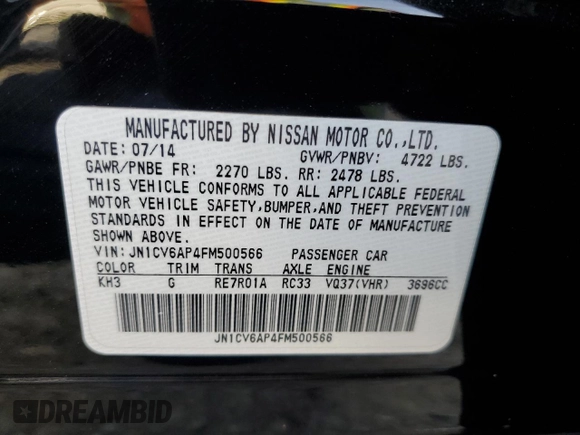 MANUFACTURED BY NISSAN MOTOR CO.,LTD.
DATE: 07/14 GVWR/PNBV: 4722 LBS.
GAWR/PNBE FR: 2270 LBS. RR: 2478 LBS.
THIS VEHICLE CONFORMS TO ALL APPLICABLE FEDERAL
MOTOR VEHICLE SAFETY,BUMPER,AND THEFT PREVENTION
STANDARDS IN EFFECT ON THE DATE OF MANUFACTURE
SHOWN ABOVE.
VIN: JN1CV6AP4FM500566 PASSENGER CAR
COLOR TRIM TRANS AXLE ENGINE
KH3 G RE7R01A RC33 VQ37(VHR) 3696CC
JN1CV6AP4FM500566
DREAMBID